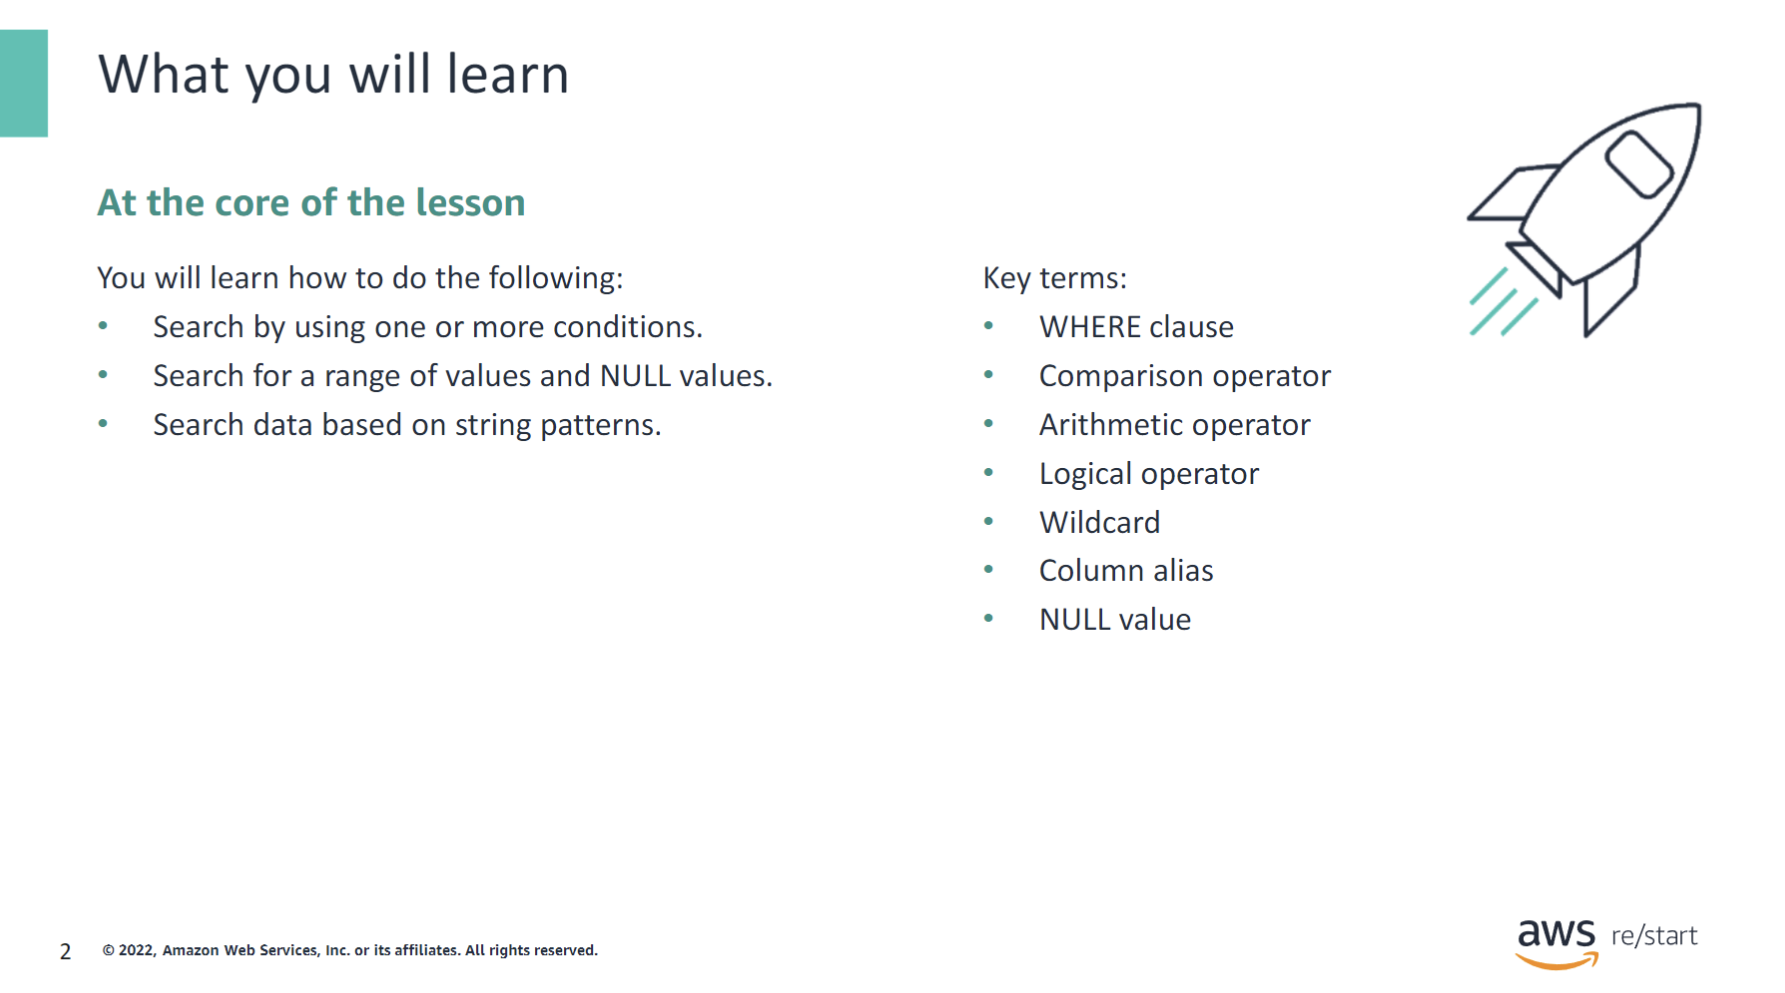 What you will learn
At the core of the lesson
You will learn how to do the following:
• Search by using one or more conditions.
• Search for a range of values and NULL values.
• Search data based on string patterns.
Key terms:
• WHERE clause
• Comparison operator
• Arithmetic operator
• Logical operator
• Wildcard
• Column alias
• NULL value
2 © 2022, Amazon Web Services, Inc. or its affiliates. All rights reserved.
aws re/start